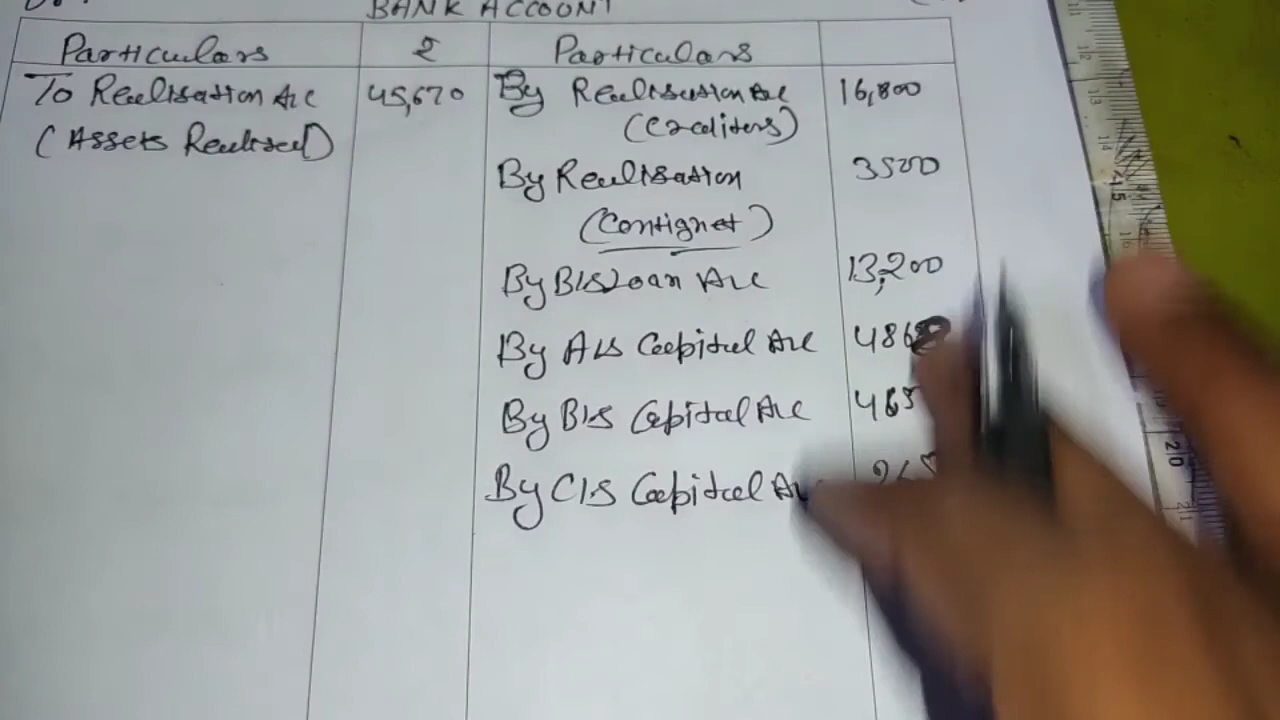 BANK ACCOUNT
Particulars ₹ Particulars
To Realisation A/c 45,670 By Realisation A/c 16,800
(Assets Realised) (Creditors)
By Realisation 3500
(Contignet)
By B's Loan A/c 13,200
By A's Capital A/c
By B's Capital A/c
By C's Capital A/c